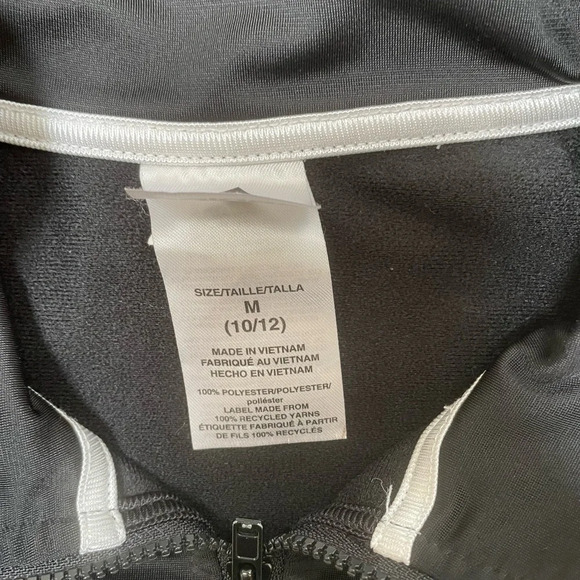 SIZE/TAILLE/TALLA
M
(10/12)
MADE IN VIETNAM
FABRIQUÉ AU VIETNAM
HECHO EN VIETNAM
100% POLYESTER/POLYESTER/
poliéster
LABEL MADE FROM
100% RECYCLED YARNS
ÉTIQUETTE FABRIQUÉ À PARTIR
DE FILS 100% RECYCLÉS